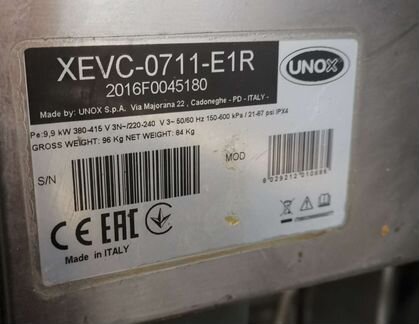 XEVC-0711-E1R
UNOX
2016F0045180
Made by: UNOX S.p.A. Via Majorana 22 , Cadoneghe - PD - ITALY -
Pe:9,9 kW 380-415 V 3N~/220-240 V 3~ 50/60 Hz 150-600 kPa / 21-87 psi IPX4
GROSS WEIGHT: 96 Kg NET WEIGHT: 84 Kg
S/N
MOD
CE EAC
Made in ITALY